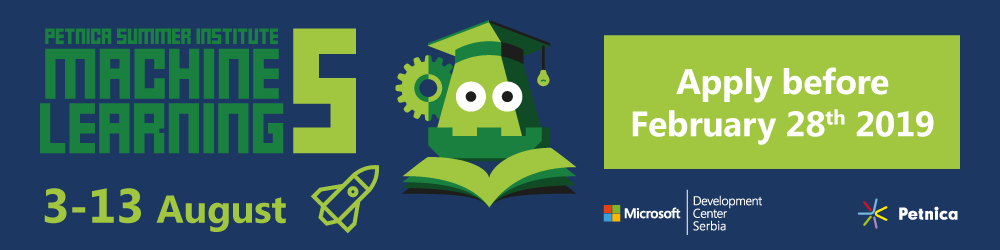 PETNICA SUMMER INSTITUTE
MACHINE
LEARNING
5
3-13 August
Apply before
February 28th 2019
Microsoft
Development
Center
Serbia
Petnica